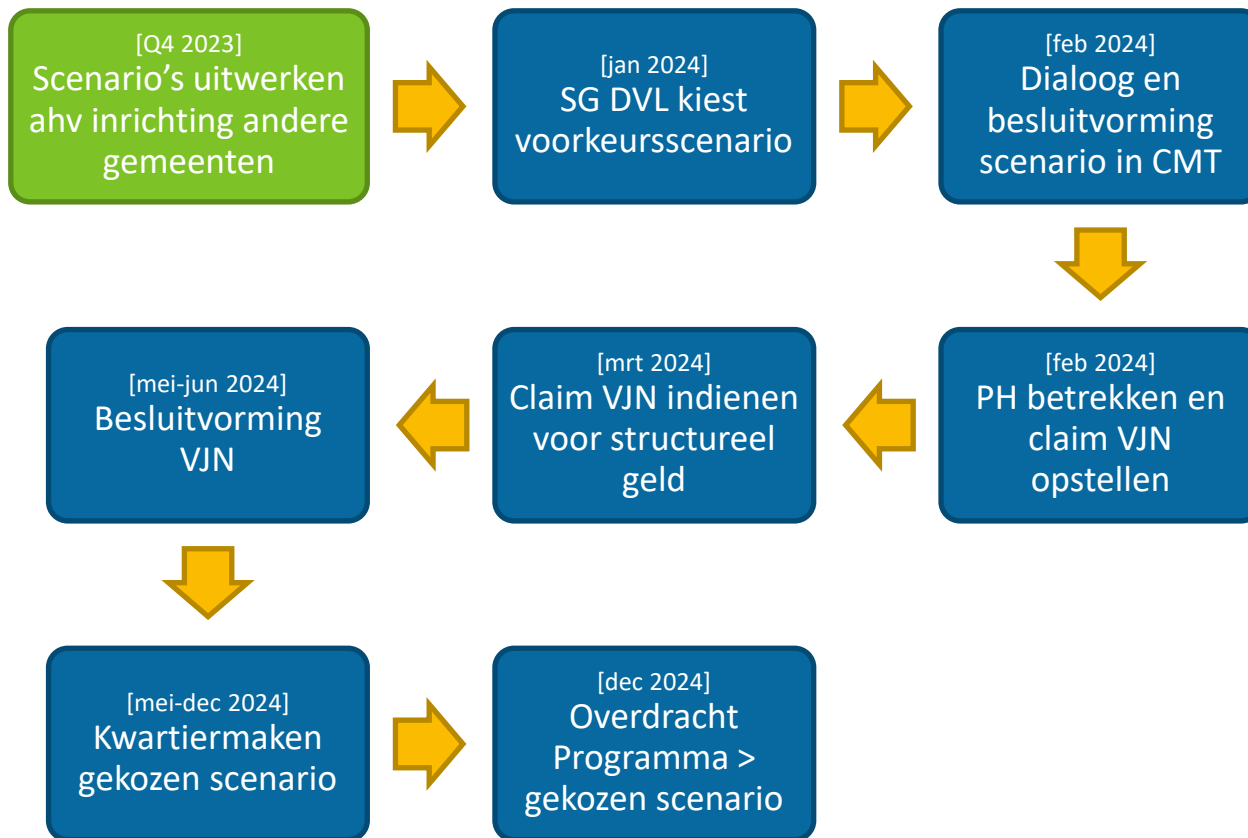 [Q4 2023]
Scenario's uitwerken
ahv inrichting andere
gemeenten
[jan 2024]
SG DVL kiest
voorkeursscenario
[feb 2024]
Dialoog en
besluitvorming
scenario in CMT
[feb 2024]
PH betrekken en
claim VJN
opstellen
[mrt 2024]
Claim VJN indienen
voor structureel
geld
[mei-jun 2024]
Besluitvorming
VJN
[mei-dec 2024]
Kwartiermaken
gekozen scenario
[dec 2024]
Overdracht
Programma >
gekozen scenario